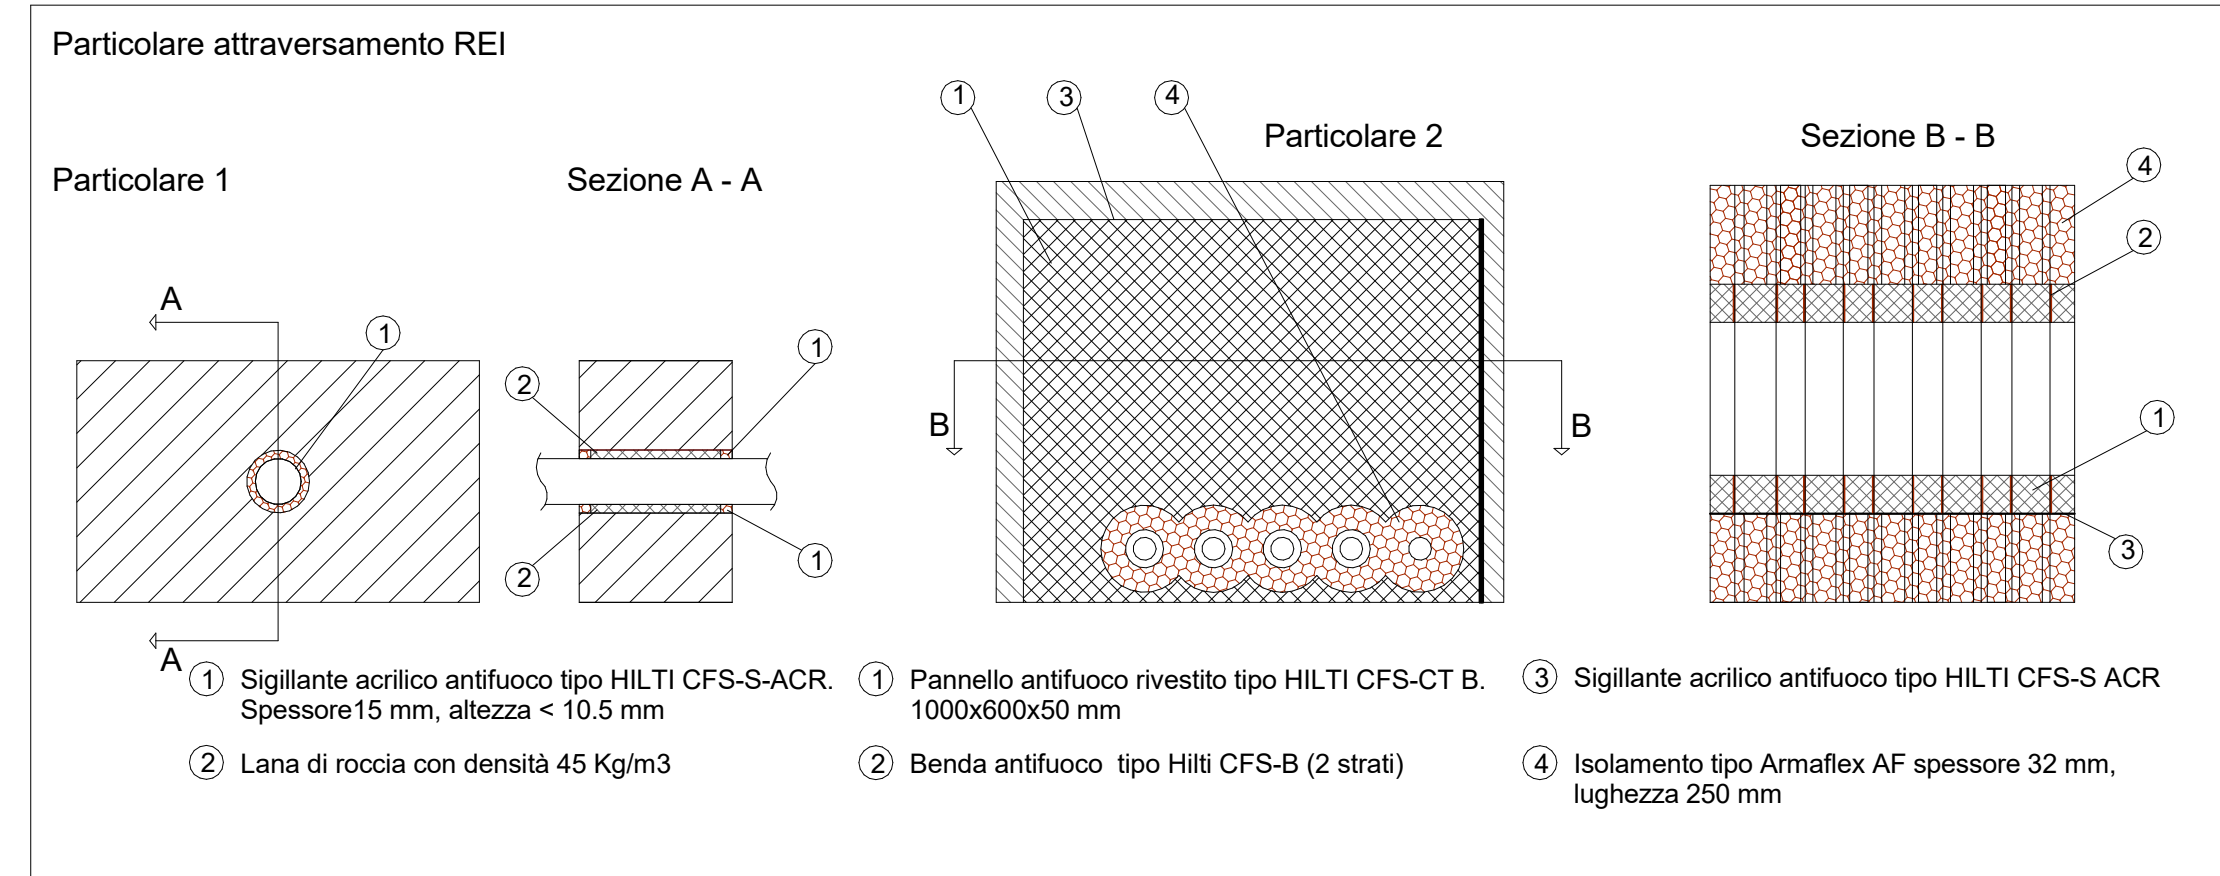 Particolare attraversamento REI
1
3
4
Particolare 2
Sezione B - B
Particolare 1
Sezione A - A
4
2
A
1
1
2
B
B
1
3
2
1
A
1 Sigillante acrilico antifuoco tipo HILTI CFS-S-ACR.
Spessore15 mm, altezza < 10.5 mm
2 Lana di roccia con densità 45 Kg/m3
1 Pannello antifuoco rivestito tipo HILTI CFS-CT B.
1000x600x50 mm
2 Benda antifuoco  tipo Hilti CFS-B (2 strati)
3 Sigillante acrilico antifuoco tipo HILTI CFS-S ACR
4 Isolamento tipo Armaflex AF spessore 32 mm,
lughezza 250 mm